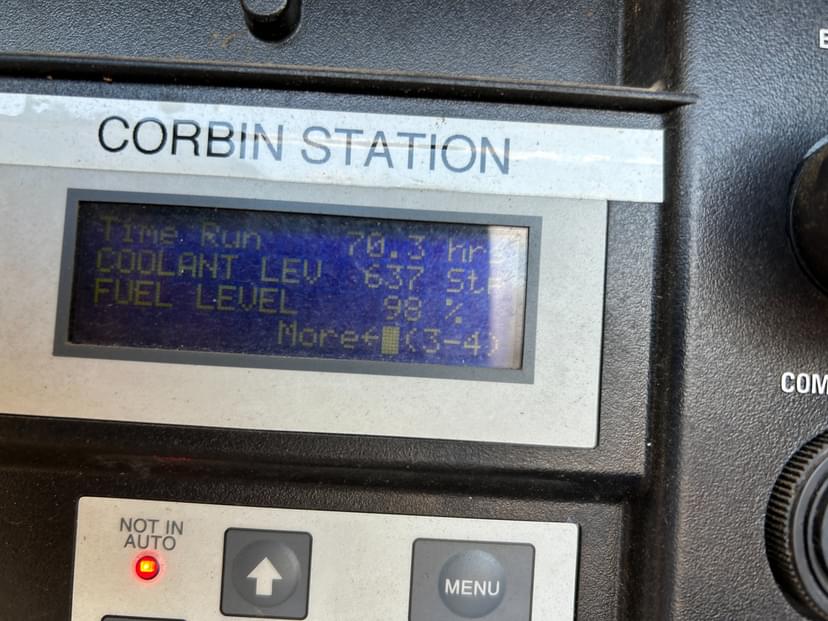 CORBIN STATION
Time Run 70.3 hrs
COOLANT LEV 637 Stp
FUEL LEVEL 98 %
More← (3-4)
NOT IN
AUTO
MENU
COM